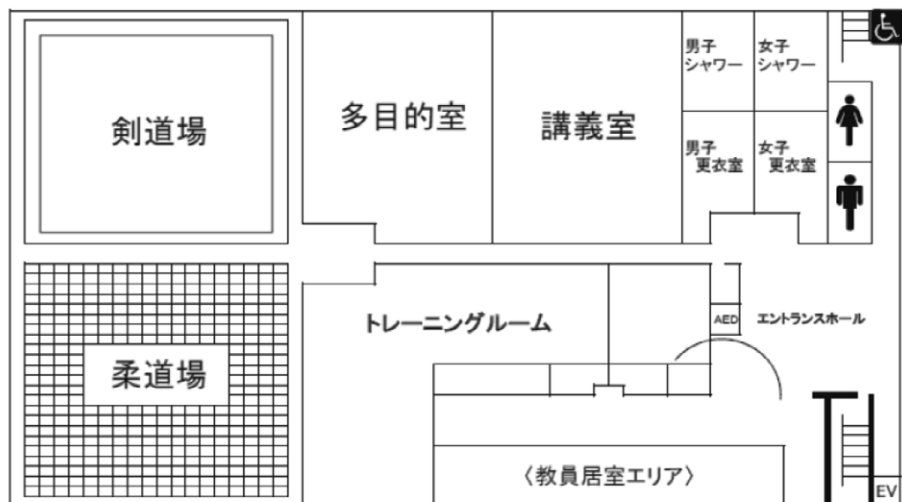 剣道場
多目的室
講義室
男子
シャワー
女子
シャワー
男子
更衣室
女子
更衣室
柔道場
トレーニングルーム
AED
エントランスホール
〈教員居室エリア〉
EV